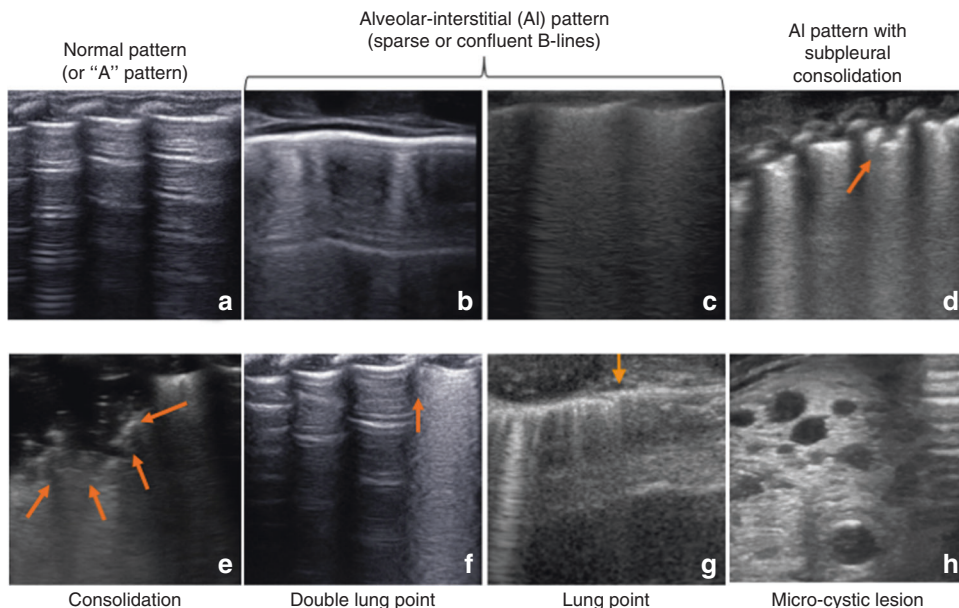 Normal pattern
(or “A” pattern)
Alveolar-interstitial (AI) pattern
(sparse or confluent B-lines)
AI pattern with
subpleural
consolidation
a
b
c
d
e
f
g
h
Consolidation
Double lung point
Lung point
Micro-cystic lesion